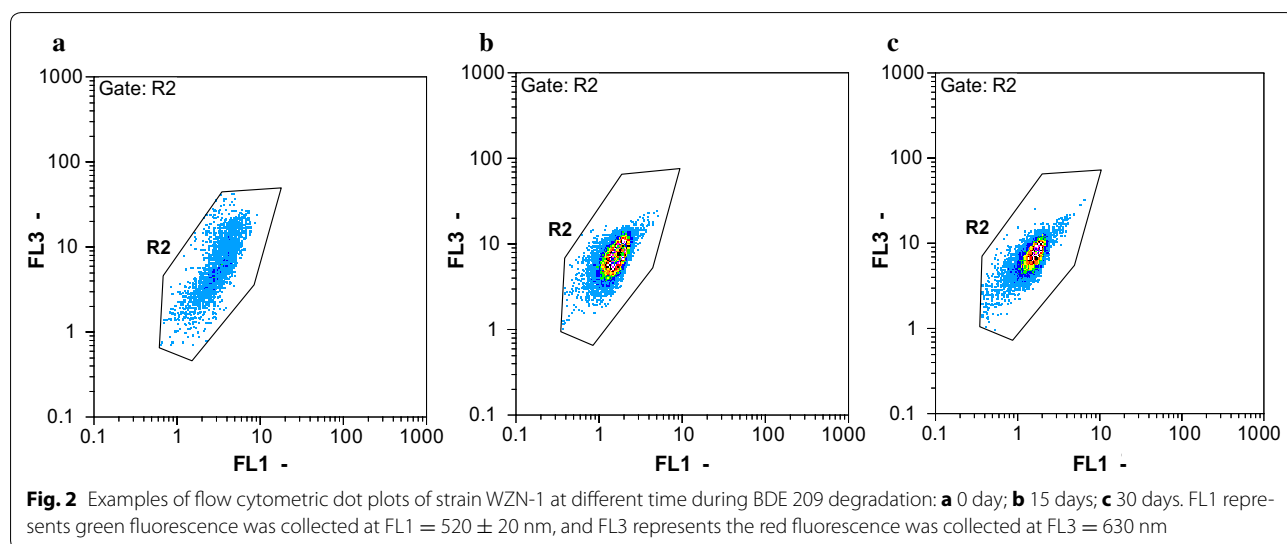 a
Gate: R2
1000
100
10
1
0.1
FL3 -
R2
0.1 1 10 100 1000
FL1 -
b
Gate: R2
1000
100
10
1
0.1
FL3 -
R2
0.1 1 10 100 1000
FL1 -
c
Gate: R2
1000
100
10
1
0.1
FL3 -
R2
0.1 1 10 100 1000
FL1 -
Fig. 2 Examples of flow cytometric dot plots of strain WZN-1 at different time during BDE 209 degradation: a 0 day; b 15 days; c 30 days. FL1 repre-
sents green fluorescence was collected at FL1 = 520 ± 20 nm, and FL3 represents the red fluorescence was collected at FL3 = 630 nm